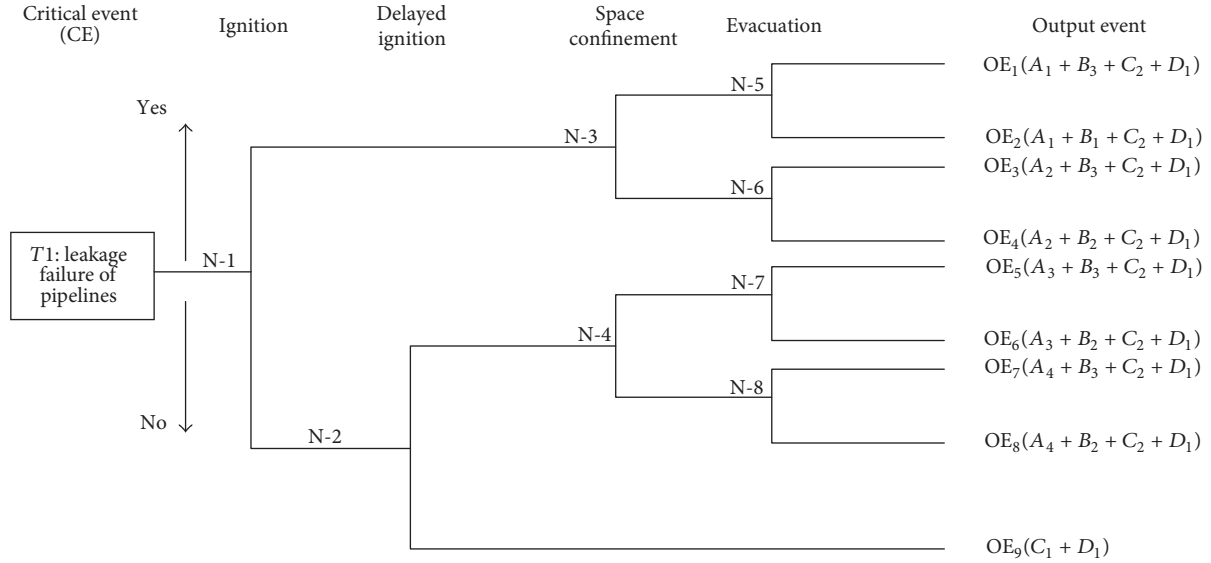 Critical event
(CE)
Ignition
Delayed
ignition
Space
confinement
Evacuation
Output event
Yes
No
T1: leakage
failure of
pipelines
N-1
N-2
N-3
N-4
N-5
N-6
N-7
N-8
OE₁(A₁ + B₃ + C₂ + D₁)
OE₂(A₁ + B₁ + C₂ + D₁)
OE₃(A₂ + B₃ + C₂ + D₁)
OE₄(A₂ + B₂ + C₂ + D₁)
OE₅(A₃ + B₃ + C₂ + D₁)
OE₆(A₃ + B₂ + C₂ + D₁)
OE₇(A₄ + B₃ + C₂ + D₁)
OE₈(A₄ + B₂ + C₂ + D₁)
OE₉(C₁ + D₁)